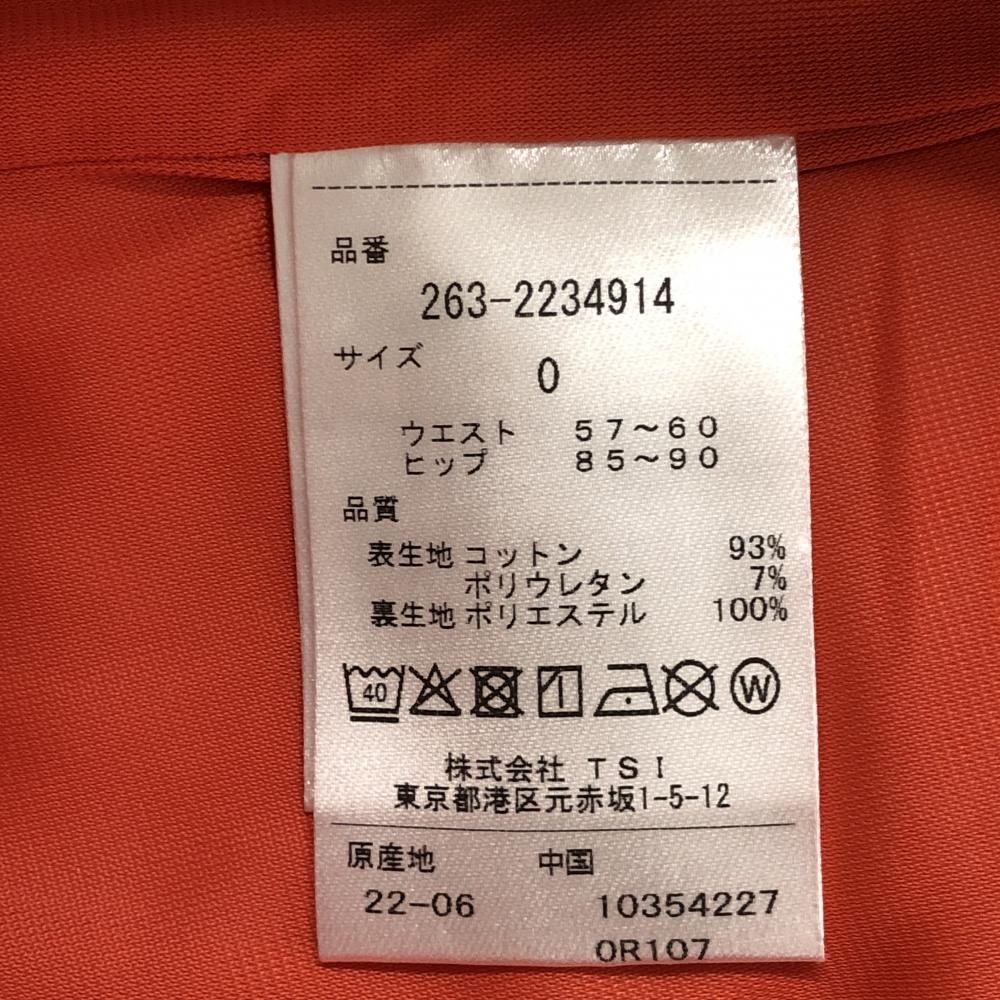 品番
263-2234914
サイズ 0
ウエスト 57~60
ヒップ 85~90
品質
表生地 コットン 93%
ポリウレタン 7%
裏生地 ポリエステル 100%
40 W
株式会社 TSI
東京都港区元赤坂1-5-12
原産地 中国
22-06 10354227
OR107